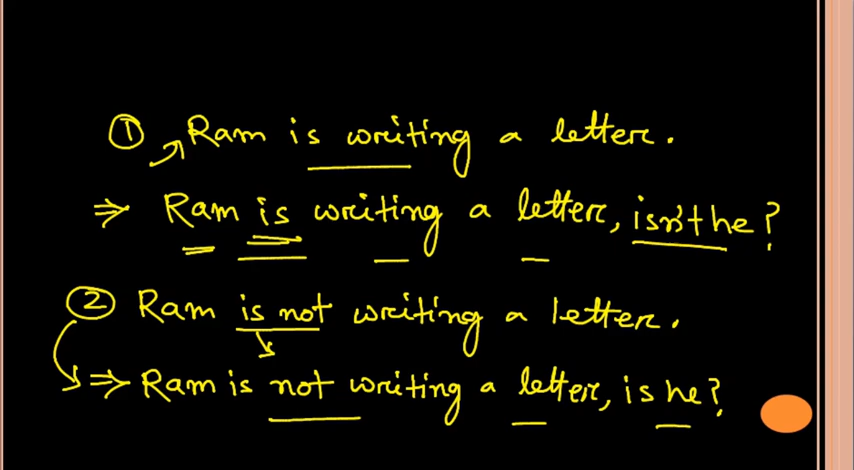 ① Ram is writing a letter.
⇒ Ram is writing a letter, isn't he?
② Ram is not writing a letter.
⇒ Ram is not writing a letter, is he?